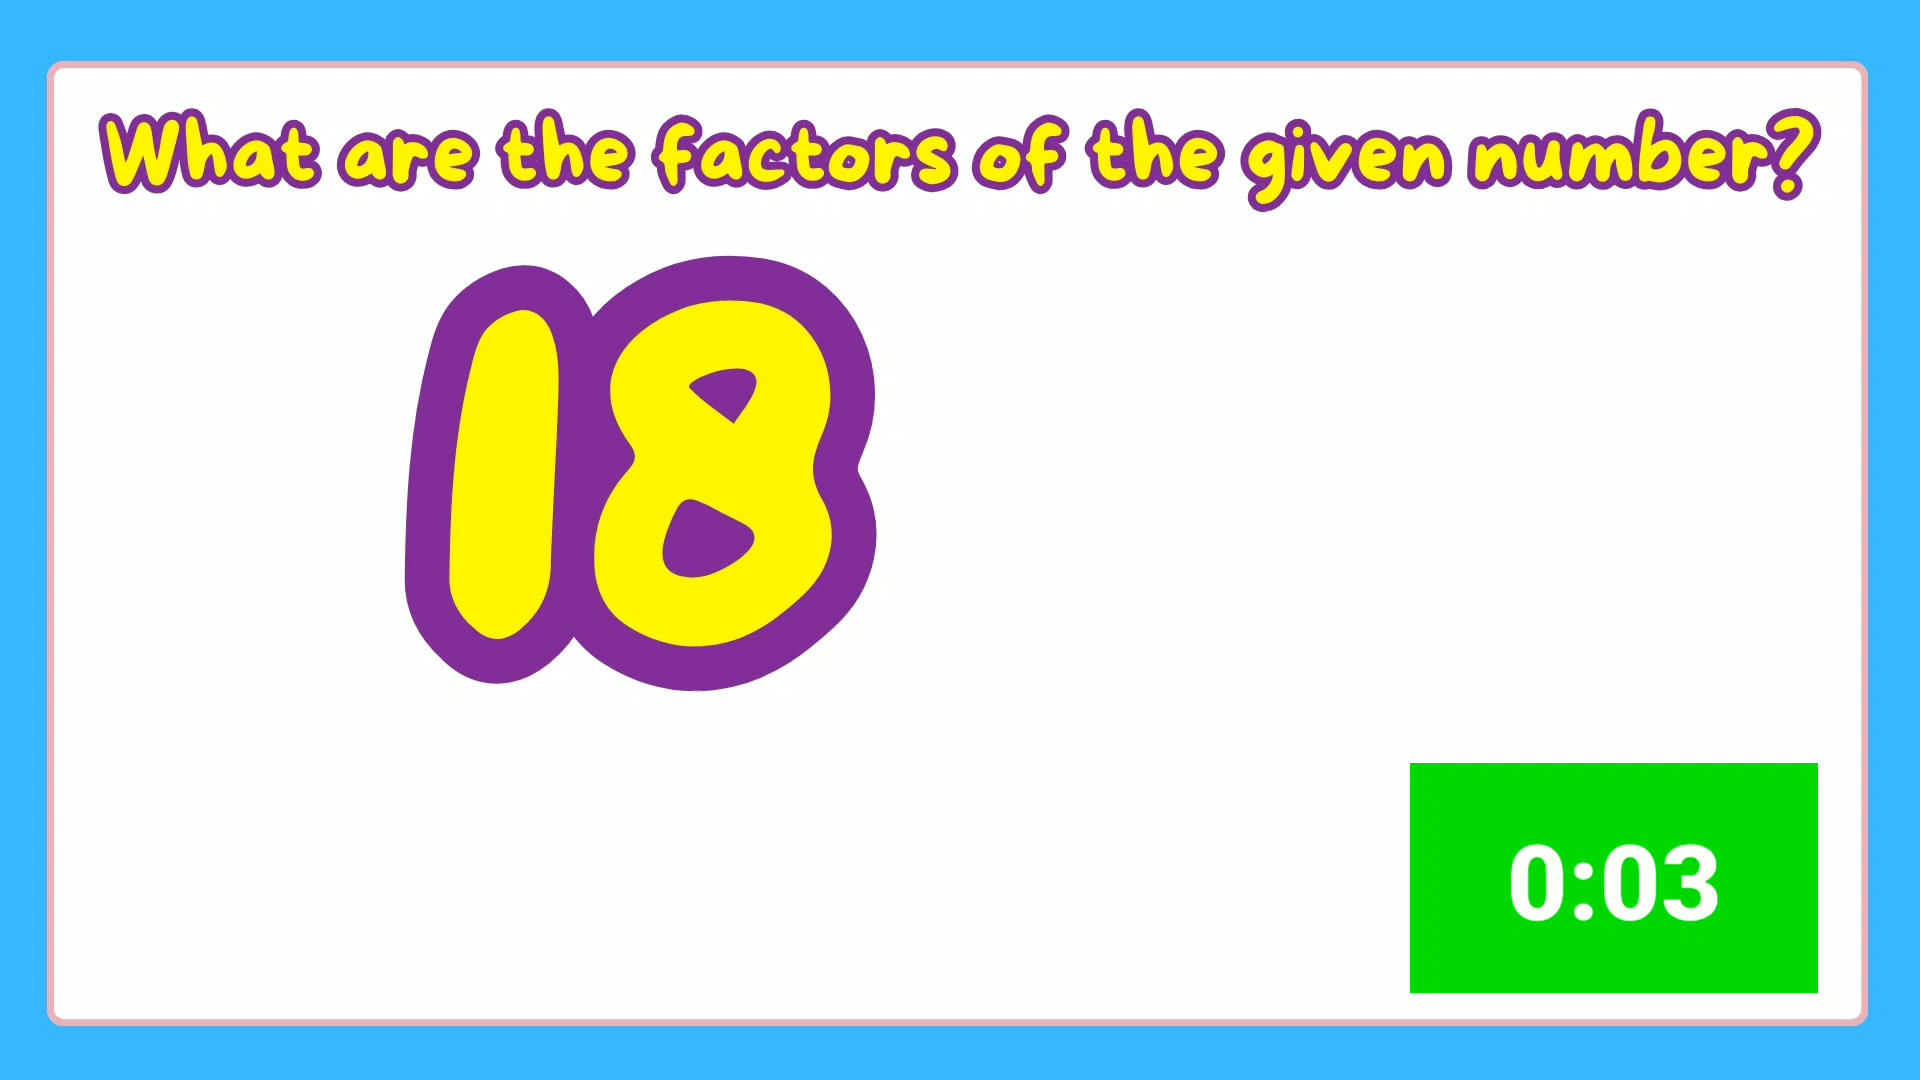 What are the factors of the given number?
18
0:03